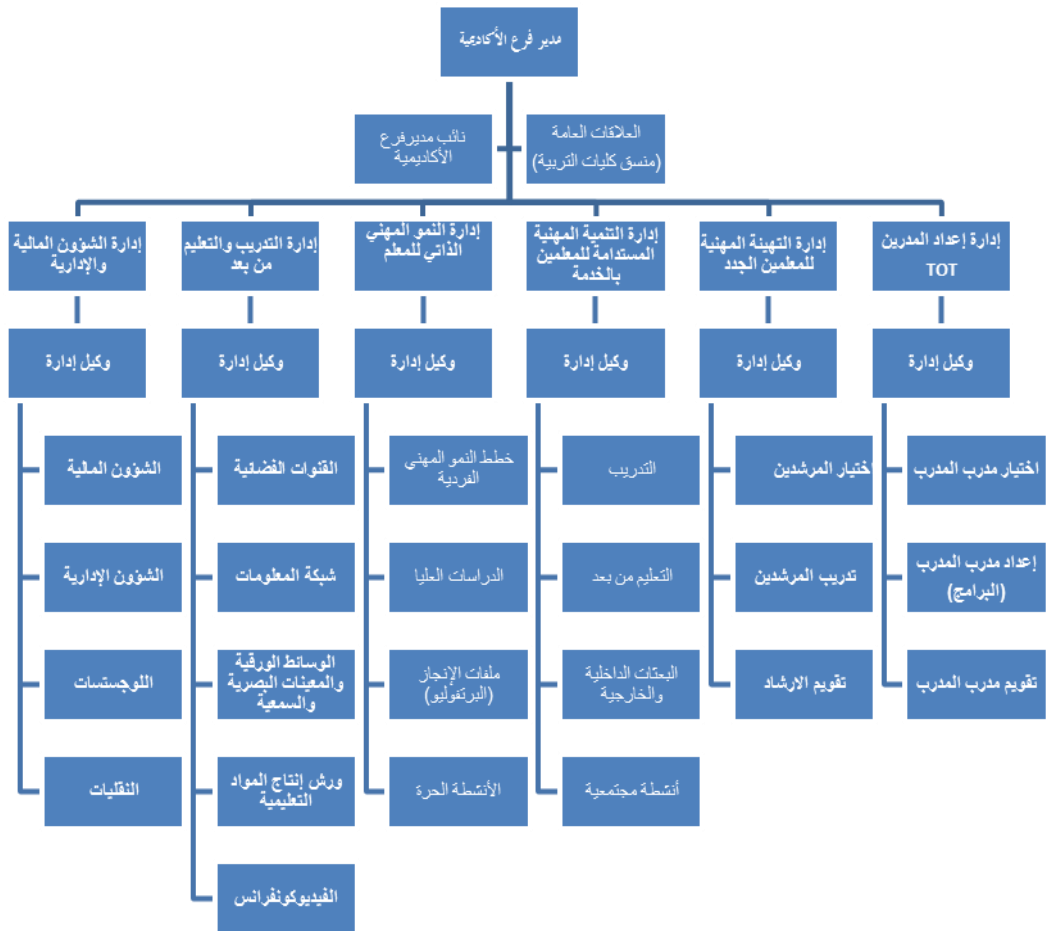 مدير فرع الأكاديمية
العلاقات العامة
(منسق كليات التربية)
نائب مديرفرع
الأكاديمية
إدارة إعداد المدربن
TOT
إدارة التهيئة المهنية
للمعلمين الجدد
إدارة التنمية المهنية
المستدامة للمعلمين
بالخدمة
إدارة النمو المهني
الذاتي للمعلم
إدارة التدريب والتعليم
من بعد
إدارة الشؤون المالية
والإدارية
وكيل إدارة
وكيل إدارة
وكيل إدارة
وكيل إدارة
وكيل إدارة
وكيل إدارة
اختيار مدرب المدرب
اختيار المرشدين
التدريب
خطط النمو المهني
الفردية
القنوات الفضائية
الشؤون المالية
إعداد مدرب المدرب
(البرامج)
تدريب المرشدين
التعليم من بعد
الدراسات العليا
شبكة المعلومات
الشؤون الإدارية
تقويم مدرب المدرب
تقويم الارشاد
البعثات الداخلية
والخارجية
ملفات الإنجاز
(البرتفوليو)
الوسائط الورقية
والمعينات البصرية
والسمعية
اللوجستسات
أنشطة مجتمعية
الأنشطة الحرة
ورش إنتاج المواد
التعليمية
النقليات
الفيديوكونفرانس